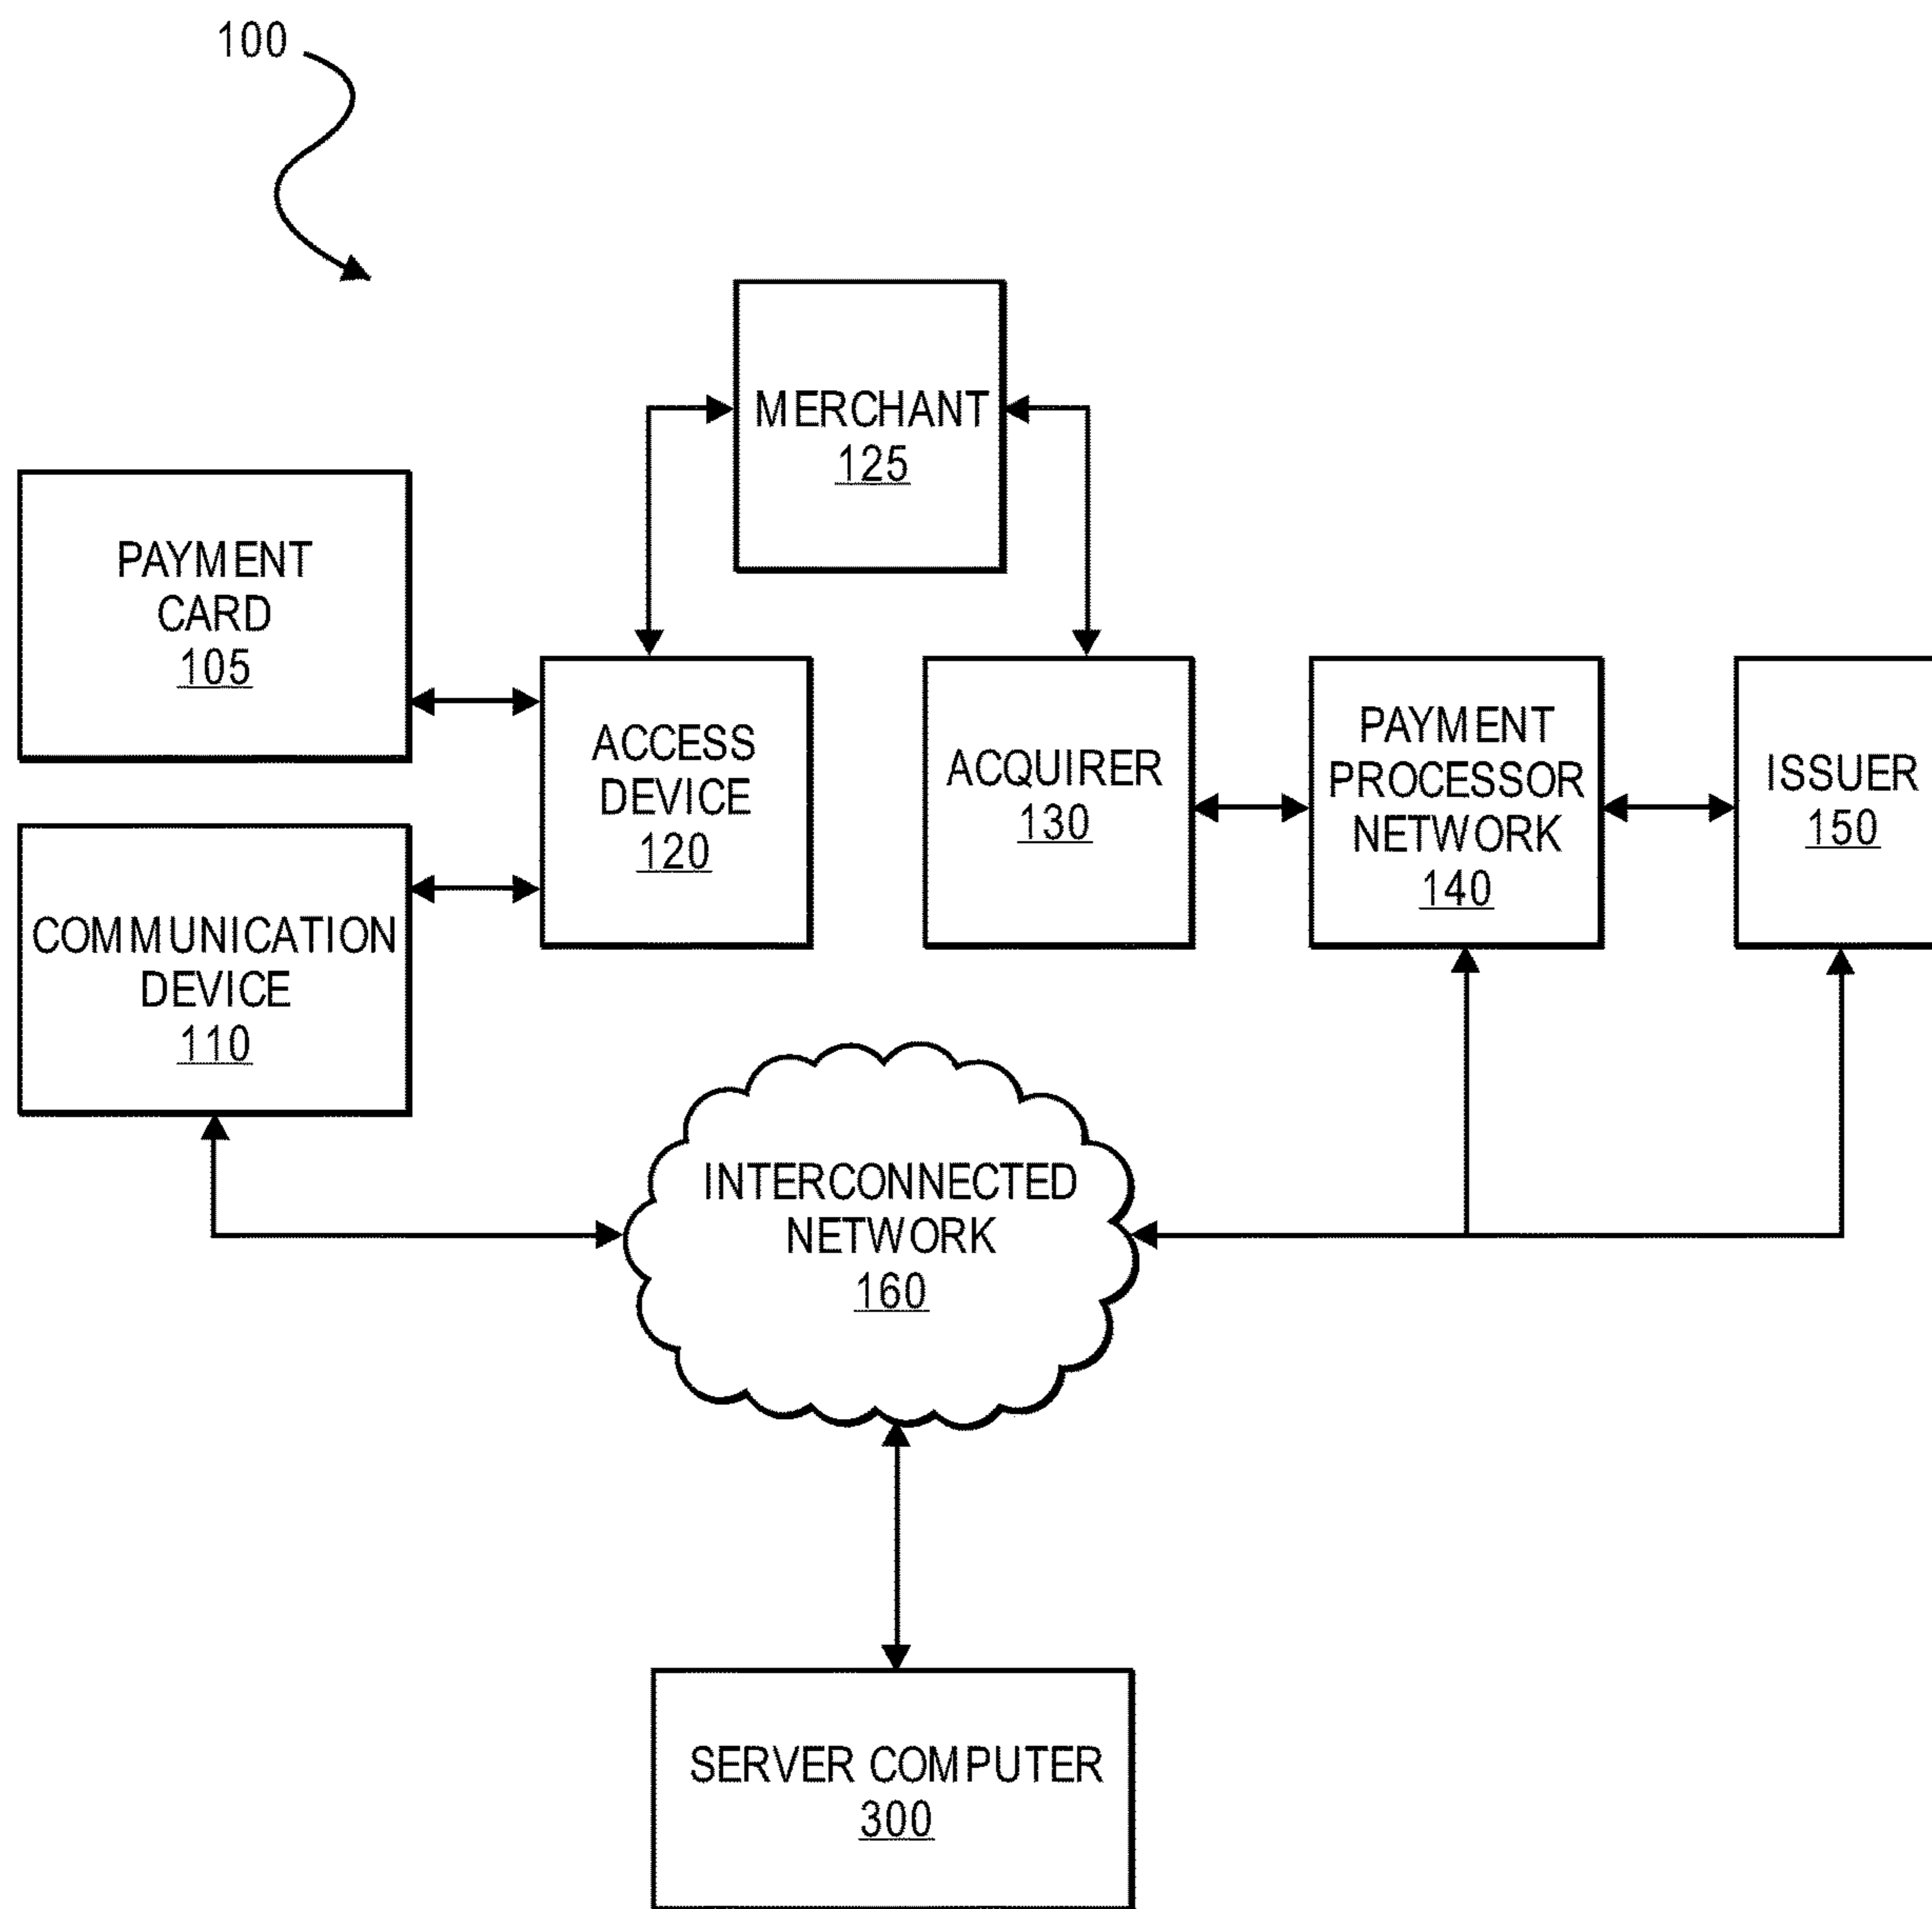 100
MERCHANT
125
PAYMENT
CARD
105
ACCESS
DEVICE
120
ACQUIRER
130
PAYMENT
PROCESSOR
NETWORK
140
ISSUER
150
COMMUNICATION
DEVICE
110
INTERCONNECTED
NETWORK
160
SERVER COMPUTER
300